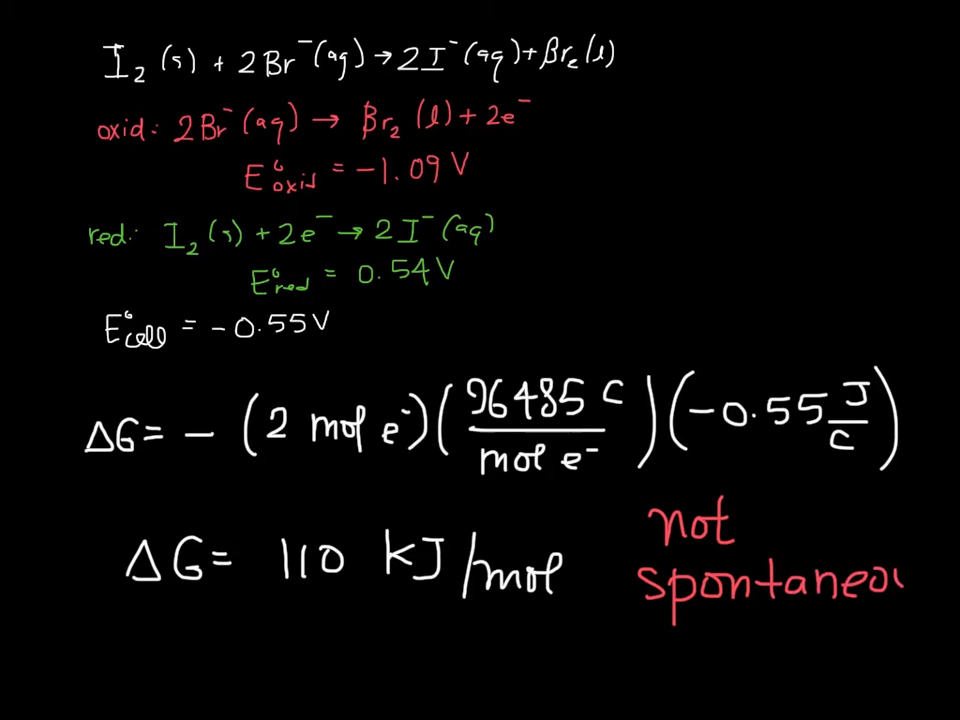 I₂ (s) + 2Br⁻(aq) → 2I⁻(aq) + Br₂(l)
oxid: 2Br⁻(aq) → Br₂ (l) + 2e⁻
E°oxid = -1.09 V
red: I₂ (s) + 2e⁻ → 2 I⁻(aq)
E°red = 0.54 V
E°cell = -0.55 V
ΔG = - (2 mol e⁻)(96485 C / mol e⁻)(-0.55 J/C)
ΔG = 110 kJ/mol
not
spontaneou